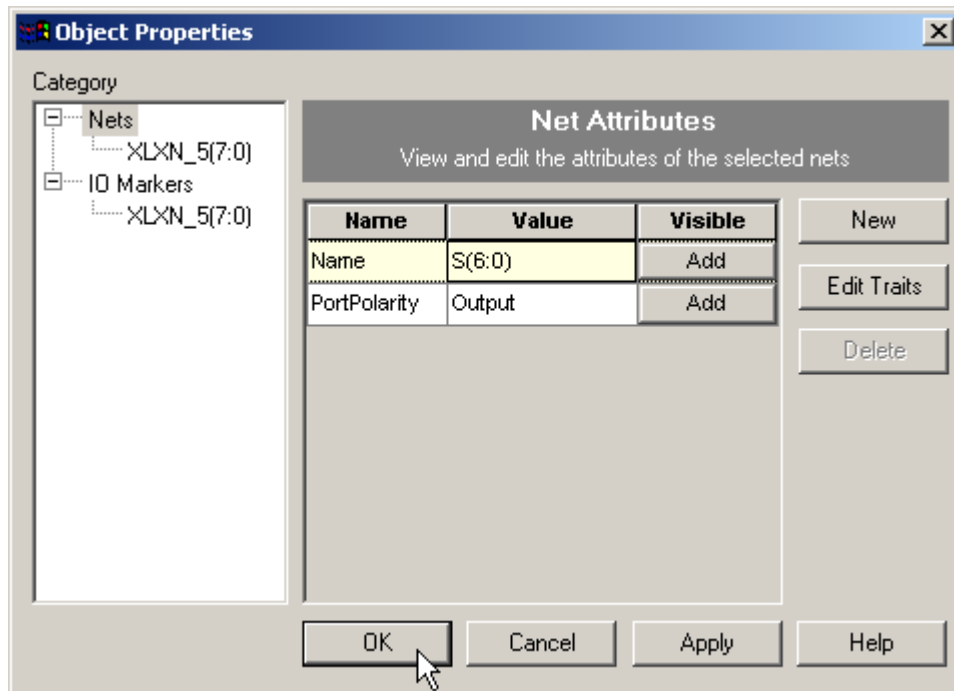 Object Properties
Category
Nets
XLXN_5(7:0)
IO Markers
XLXN_5(7:0)
Net Attributes
View and edit the attributes of the selected nets
Name Value Visible
Name S(6:0) Add
PortPolarity Output Add
New
Edit Traits
Delete
OK Cancel Apply Help